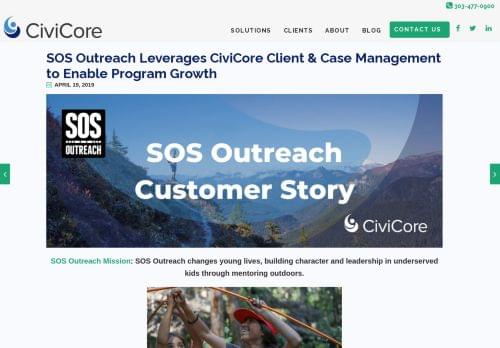 303-477-0900
CiviCore
SOLUTIONS CLIENTS ABOUT BLOG CONTACT US
SOS Outreach Leverages CiviCore Client & Case Management
to Enable Program Growth
APRIL 19, 2019
SOS
OUTREACH
SOS Outreach
Customer Story
CiviCore
SOS Outreach Mission: SOS Outreach changes young lives, building character and leadership in underserved
kids through mentoring outdoors.